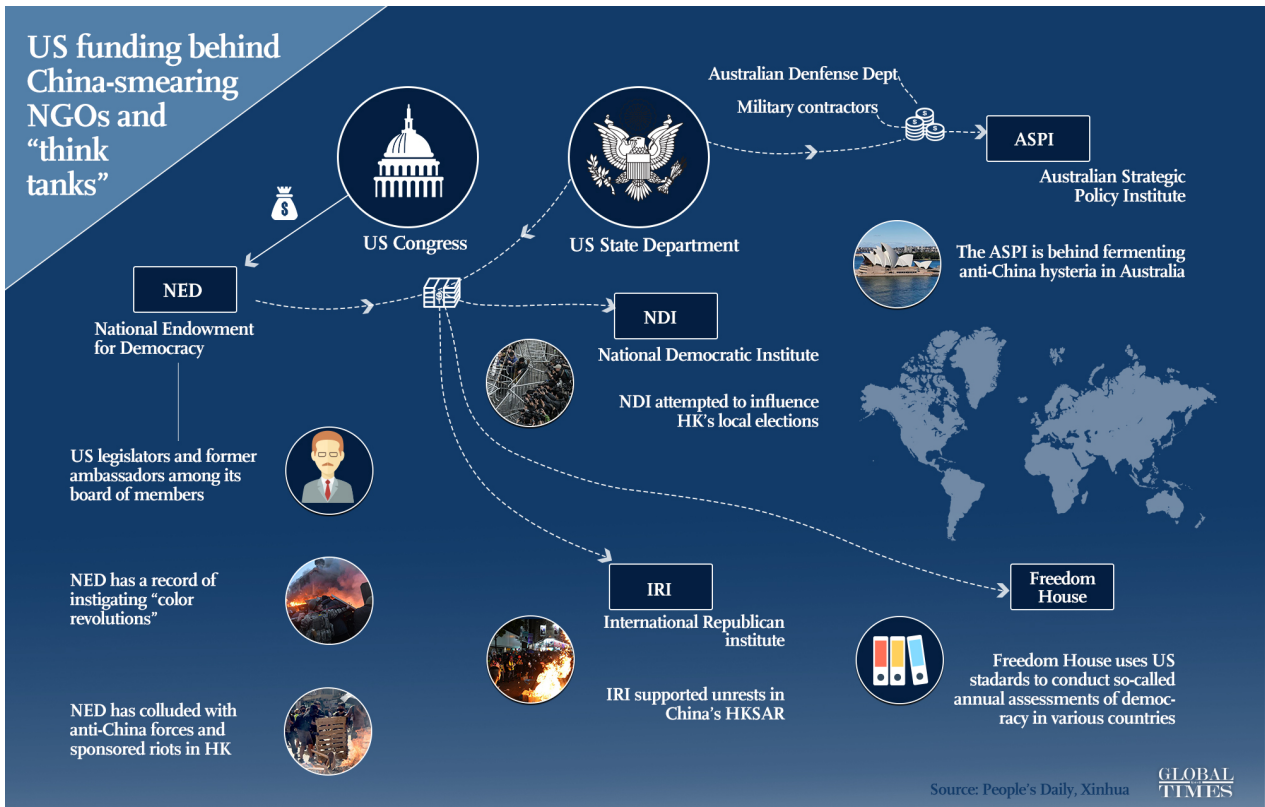 US funding behind
China-smearing
NGOs and
“think
tanks”
US Congress
US State Department
Australian Denfense Dept
Military contractors
ASPI
Australian Strategic
Policy Institute
The ASPI is behind fermenting
anti-China hysteria in Australia
NED
National Endowment
for Democracy
US legislators and former
ambassadors among its
board of members
NED has a record of
instigating “color
revolutions”
NED has colluded with
anti-China forces and
sponsored riots in HK
NDI
National Democratic Institute
NDI attempted to influence
HK’s local elections
IRI
International Republican
institute
IRI supported unrests in
China’s HKSAR
Freedom
House
Freedom House uses US
stadards to conduct so-called
annual assessments of democ-
racy in various countries
Source: People’s Daily, Xinhua
GLOBAL
TIMES